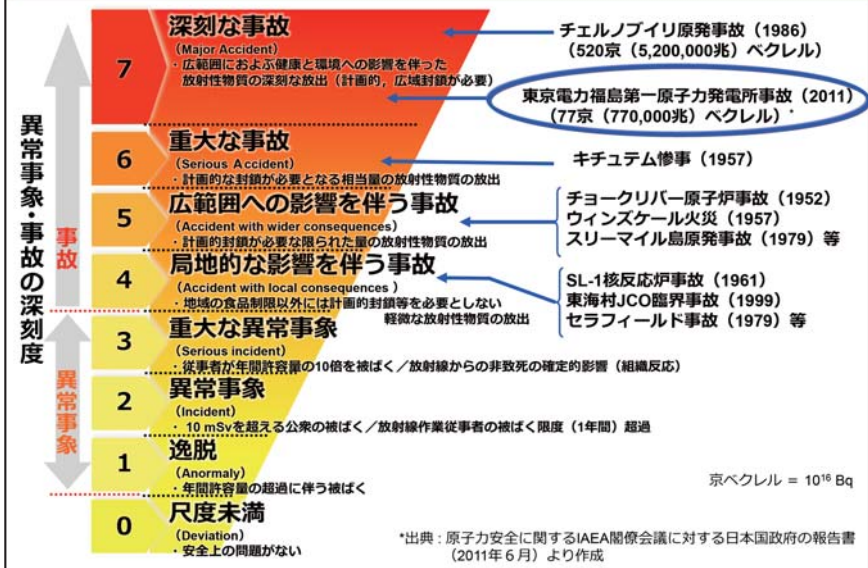 異常事象・事故の深刻度
事故
異常事象
7
深刻な事故
(Major Accident)
・広範囲におよぶ健康と環境への影響を伴った
放射性物質の深刻な放出(計画的,広域封鎖が必要)
チェルノブイリ原発事故(1986)
(520京(5,200,000兆)ベクレル)
東京電力福島第一原子力発電所事故(2011)
(77京(770,000兆)ベクレル)*
6
重大な事故
(Serious Accident)
・計画的な封鎖が必要となる相当量の放射性物質の放出
キチュテム惨事(1957)
5
広範囲への影響を伴う事故
(Accident with wider consequences)
・計画的封鎖が必要な限られた量の放射性物質の放出
チョークリバー原子炉事故(1952)
ウィンズケール火災(1957)
スリーマイル島原発事故(1979)等
4
局地的な影響を伴う事故
(Accident with local consequences)
・地域の食品制限以外には計画的封鎖等を必要としない
軽微な放射性物質の放出
SL-1核反応炉事故(1961)
東海村JCO臨界事故(1999)
セラフィールド事故(1979)等
3
重大な異常事象
(Serious incident)
・従事者が年間許容量の10倍を被ばく/放射線からの非致死の確定的影響(組織反応)
2
異常事象
(Incident)
・10 mSvを超える公衆の被ばく/放射線作業従事者の被ばく限度(1年間)超過
1
逸脱
(Anormaly)
・年間許容量の超過に伴う被ばく
0
尺度未満
(Deviation)
・安全上の問題がない
京ベクレル = 10¹⁶ Bq
*出典:原子力安全に関するIAEA閣僚会議に対する日本国政府の報告書
(2011年6月)より作成